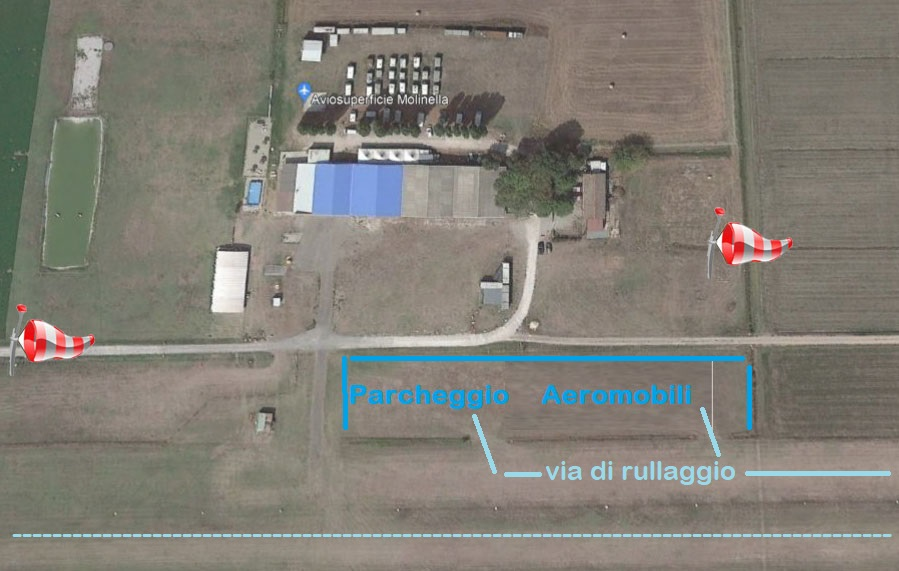 Aviosuperficie Molinella
Parcheggio Aeromobili
via di rullaggio